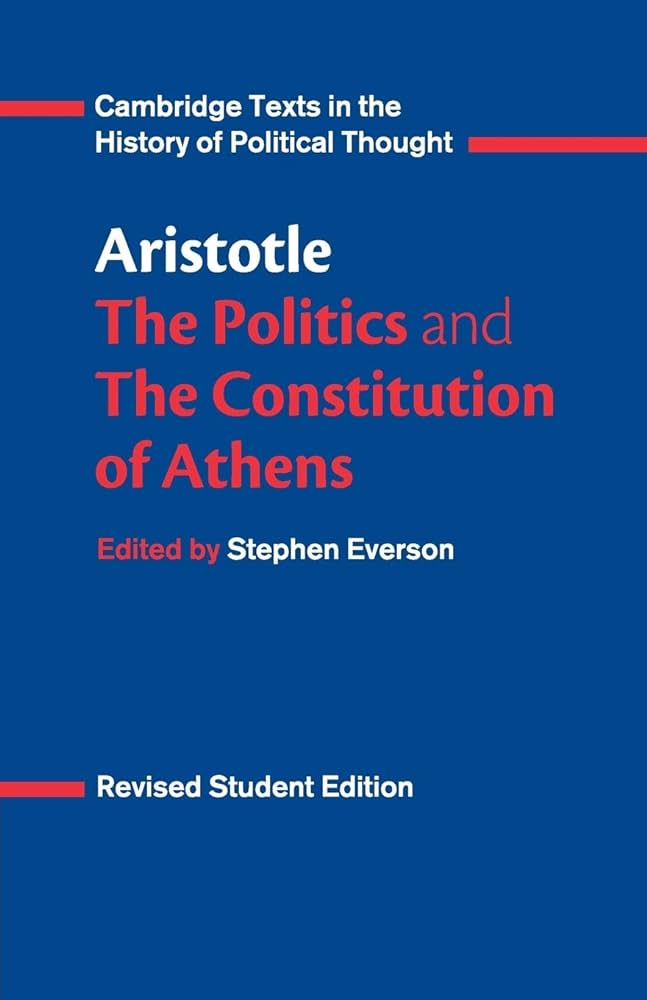 Cambridge Texts in the
History of Political Thought
Aristotle
The Politics and
The Constitution
of Athens
Edited by Stephen Everson
Revised Student Edition